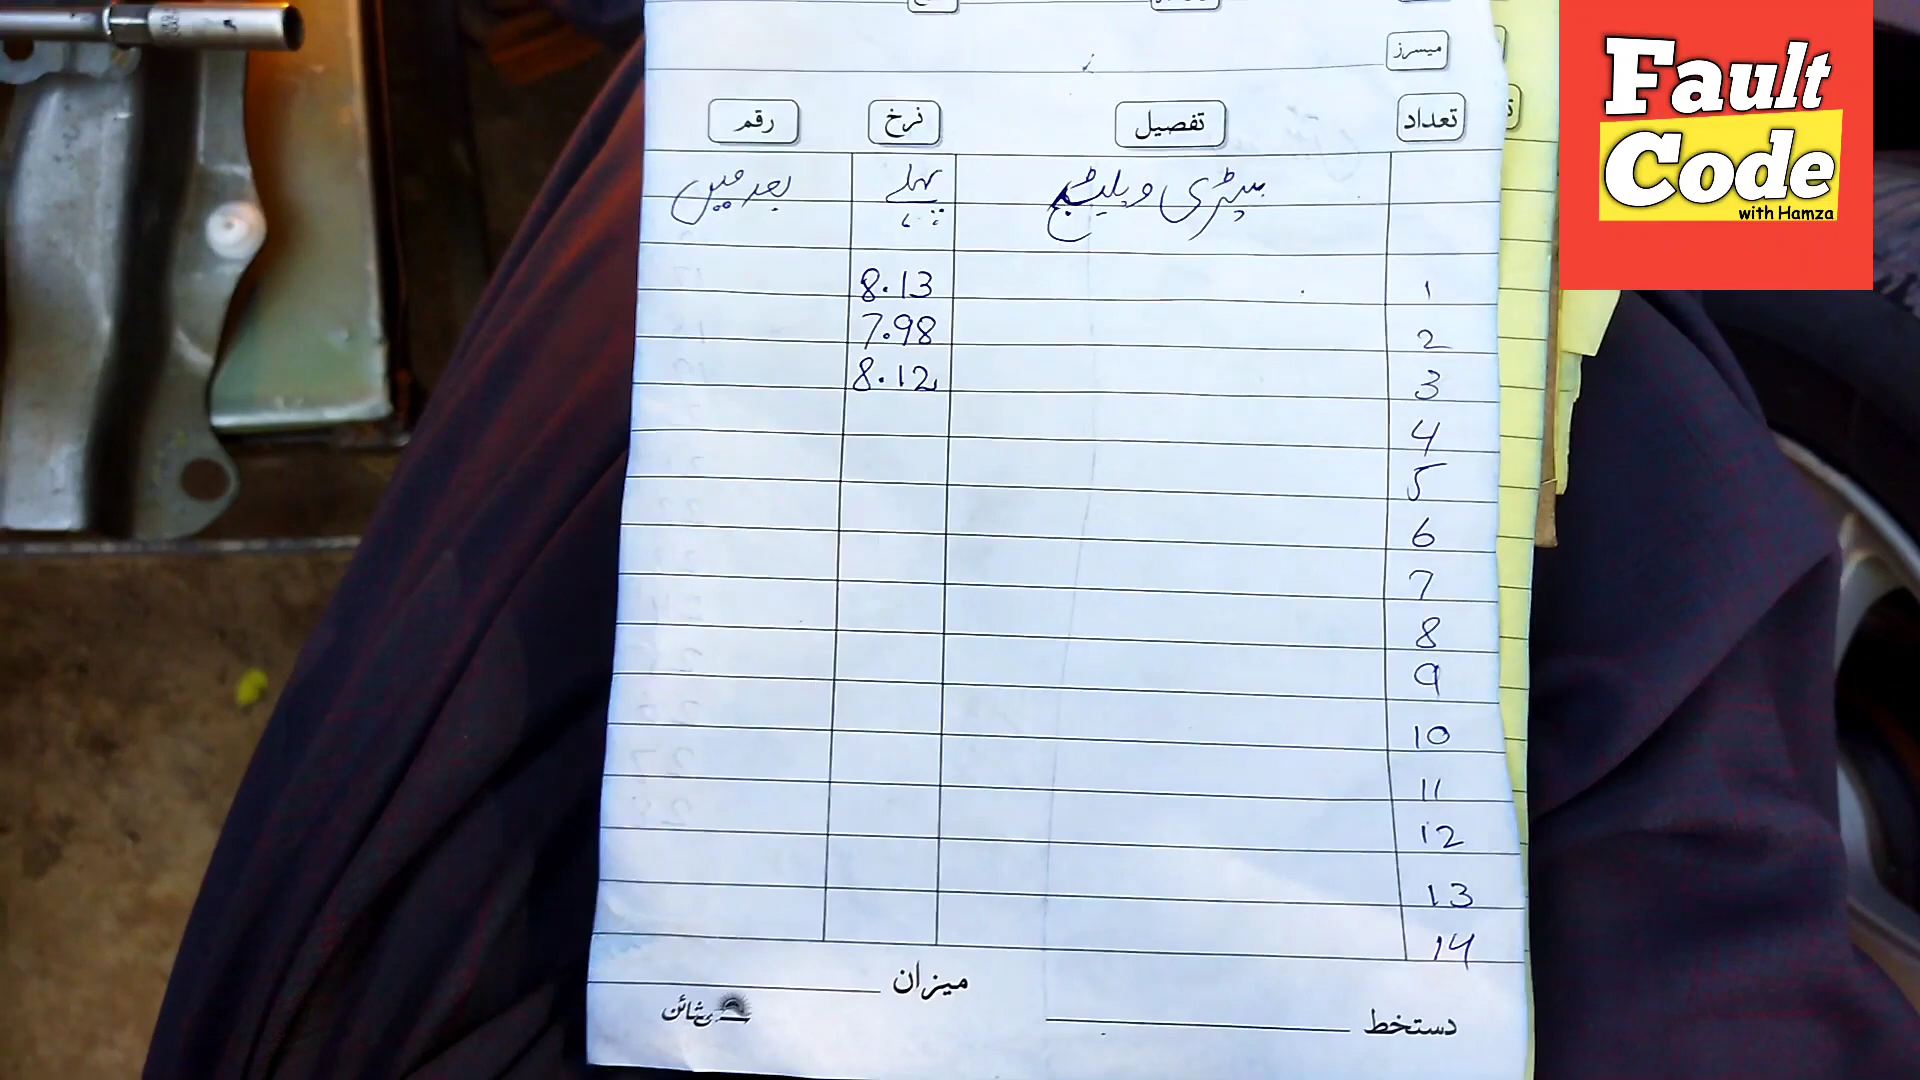 Fault
Code
with Hamza
میسرز
تعداد تفصیل نرخ رقم
بیٹری وولیٹج پہلے بعد میں
1 8.13
2 7.98
3 8.12
4
5
6
7
8
9
10
11
12
13
14
میزان
دستخط